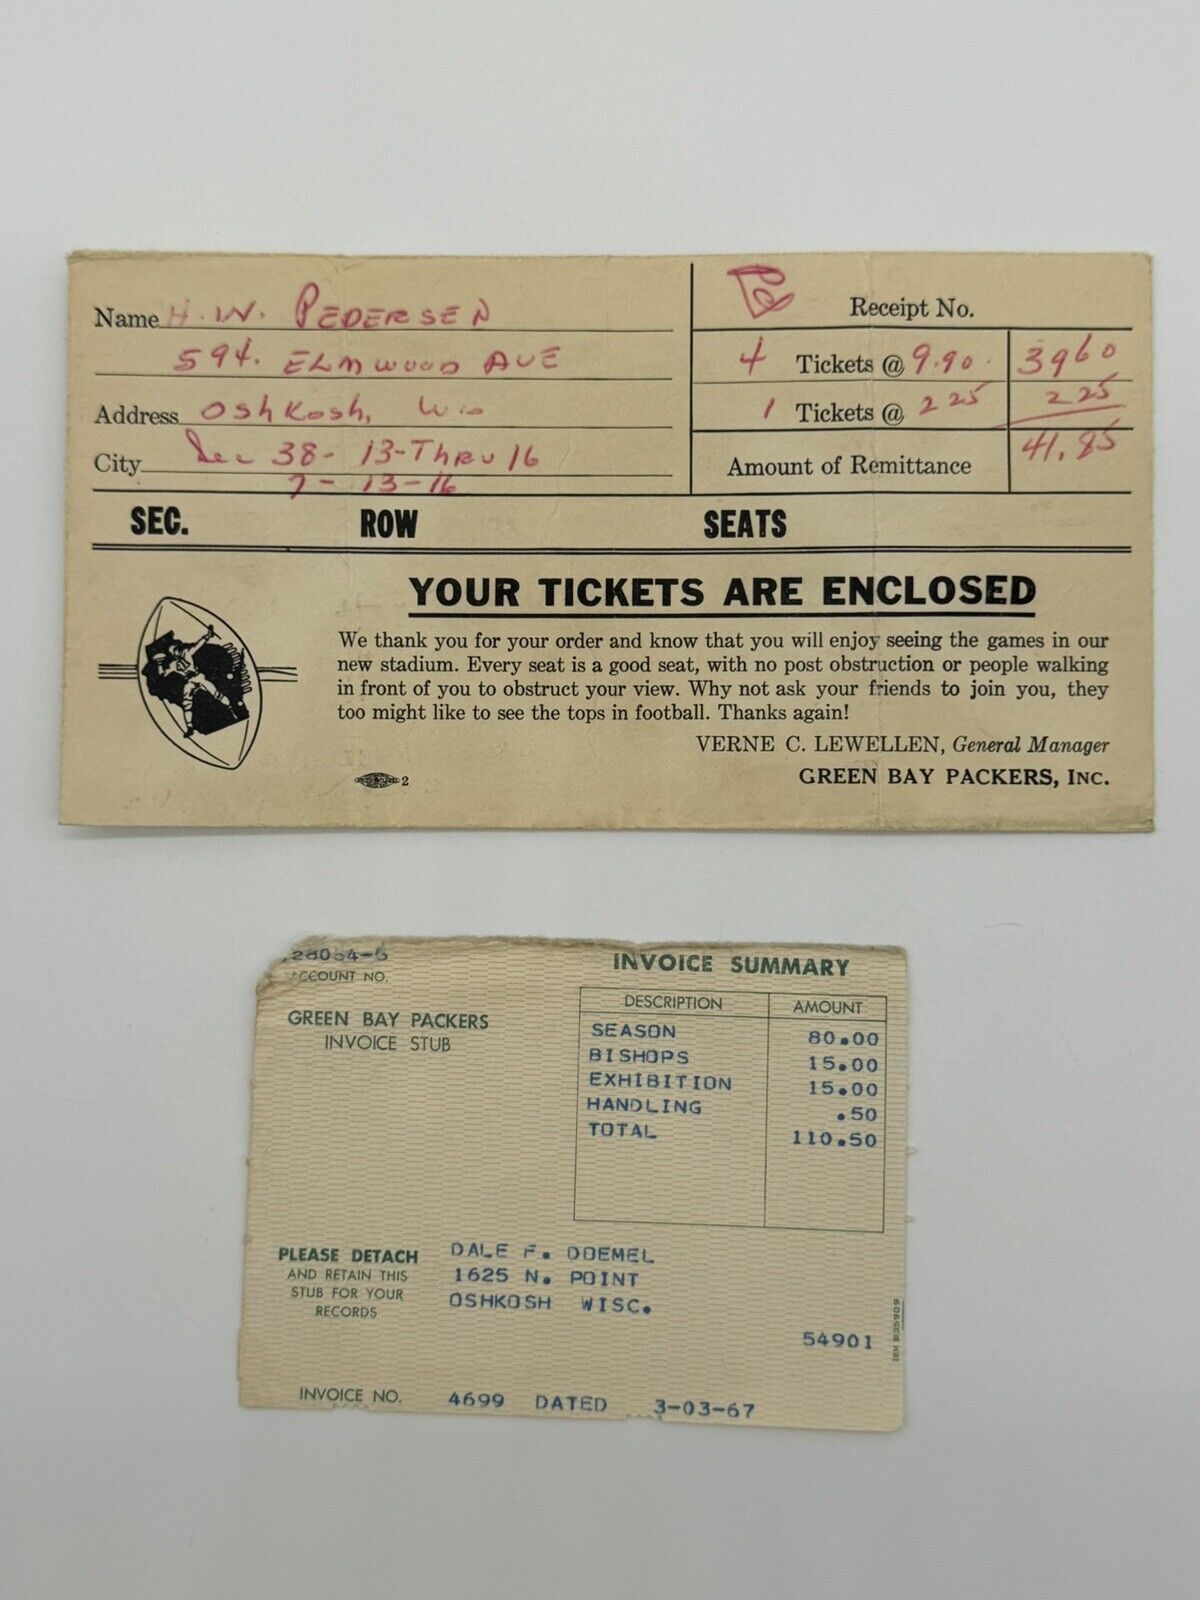 Name H. W. PEDERSEN
594. ELMWOOD AVE
Address OshKosh, Wis
City Sec 38- 13-THRU 16
7 - 13-16
Pd Receipt No.
4 Tickets @ 9.90. 3960
1 Tickets @ 2 25 2 25
Amount of Remittance 41.85
SEC. ROW SEATS
YOUR TICKETS ARE ENCLOSED
We thank you for your order and know that you will enjoy seeing the games in our
new stadium. Every seat is a good seat, with no post obstruction or people walking
in front of you to obstruct your view. Why not ask your friends to join you, they
too might like to see the tops in football. Thanks again!
VERNE C. LEWELLEN, General Manager
GREEN BAY PACKERS, INC.
2
28054-5
ACCOUNT NO.
GREEN BAY PACKERS
INVOICE STUB
INVOICE SUMMARY
DESCRIPTION AMOUNT
SEASON 80.00
BISHOPS 15.00
EXHIBITION 15.00
HANDLING .50
TOTAL 110.50
PLEASE DETACH
AND RETAIN THIS
STUB FOR YOUR
RECORDS
DALE F. DOEMEL
1625 N. POINT
OSHKOSH WISC.
54901
IBM B35909
INVOICE NO. 4699 DATED 3-03-67